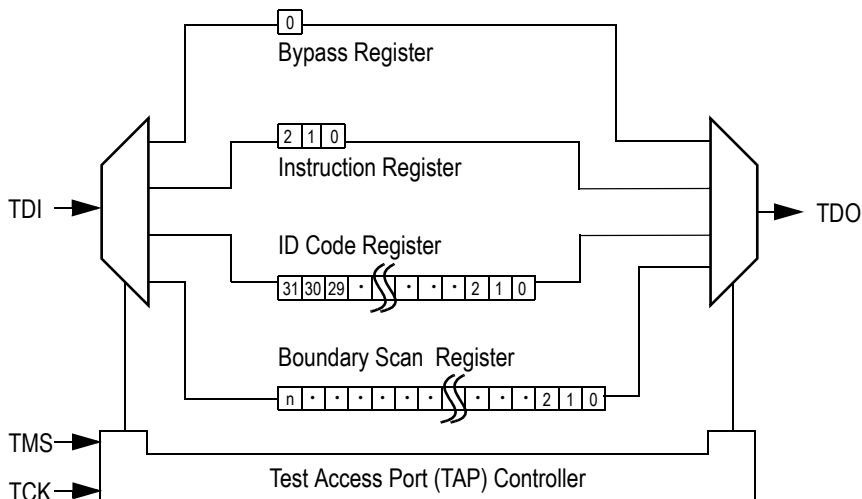 0
Bypass Register
2 1 0
Instruction Register
TDI
TDO
ID Code Register
31 30 29 · · · · 2 1 0
Boundary Scan Register
n · · · · · · · · · 2 1 0
TMS
Test Access Port (TAP) Controller
TCK